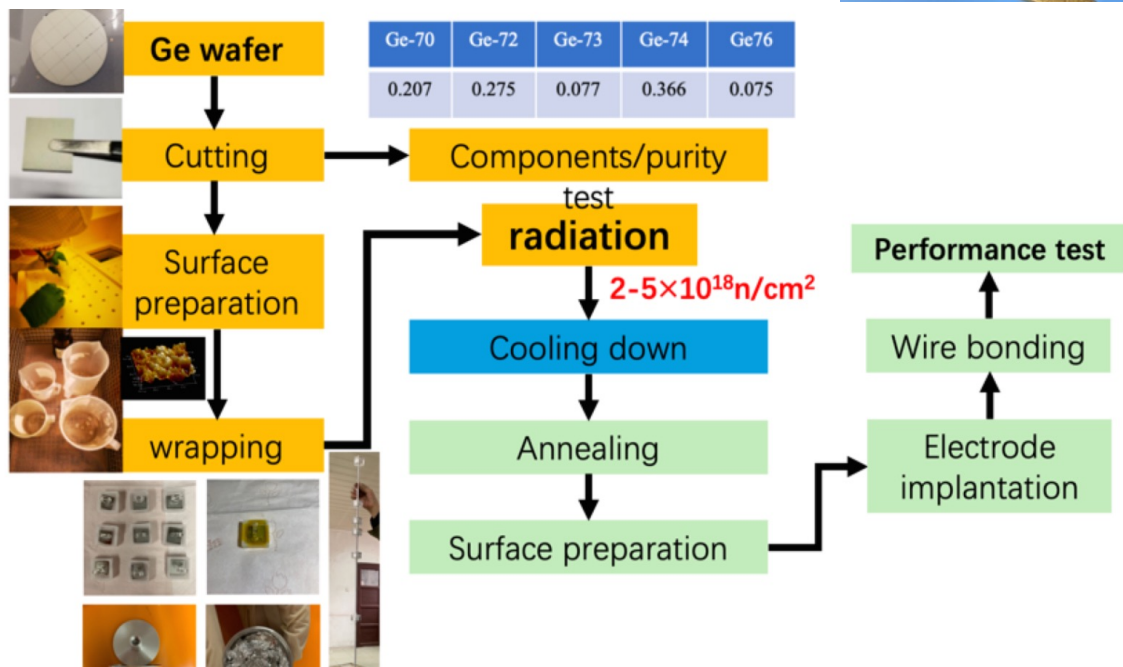 Ge wafer
Ge-70 Ge-72 Ge-73 Ge-74 Ge76
0.207 0.275 0.077 0.366 0.075
Cutting
Components/purity
test
Surface
preparation
radiation
2-5×10¹⁸n/cm²
Cooling down
wrapping
Annealing
Surface preparation
Electrode
implantation
Wire bonding
Performance test